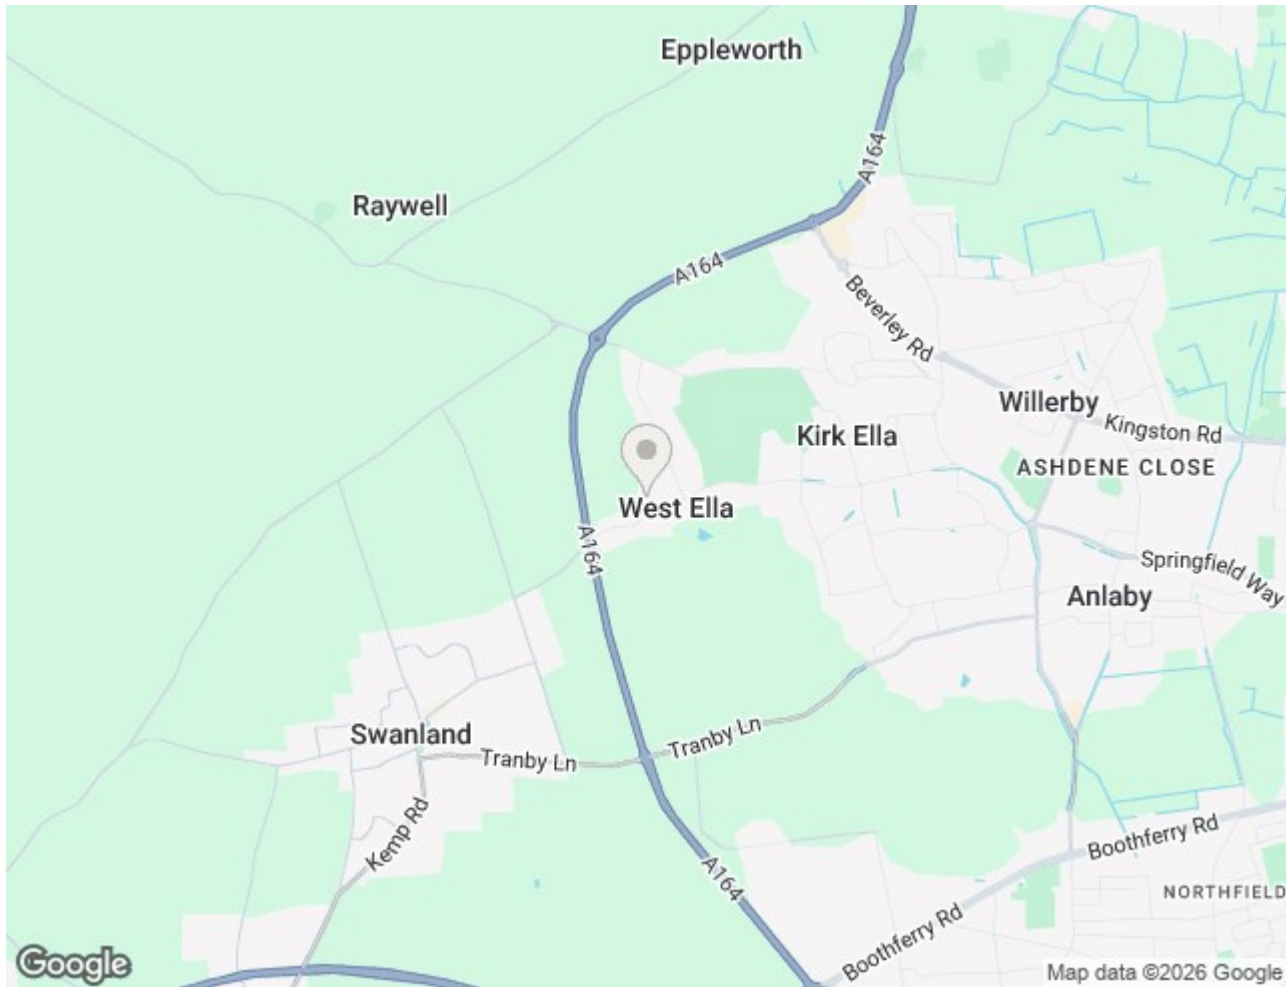 Eppleworth
A164
Raywell
A164
Beverley Rd
Willerby
Kingston Rd
Kirk Ella
ASHDENE CLOSE
West Ella
A164
Springfield Way
Anlaby
Swanland
Tranby Ln
Tranby Ln
Kemp Rd
A164
Boothferry Rd
NORTHFIELD
Boothferry Rd
Google
Map data ©2026 Google